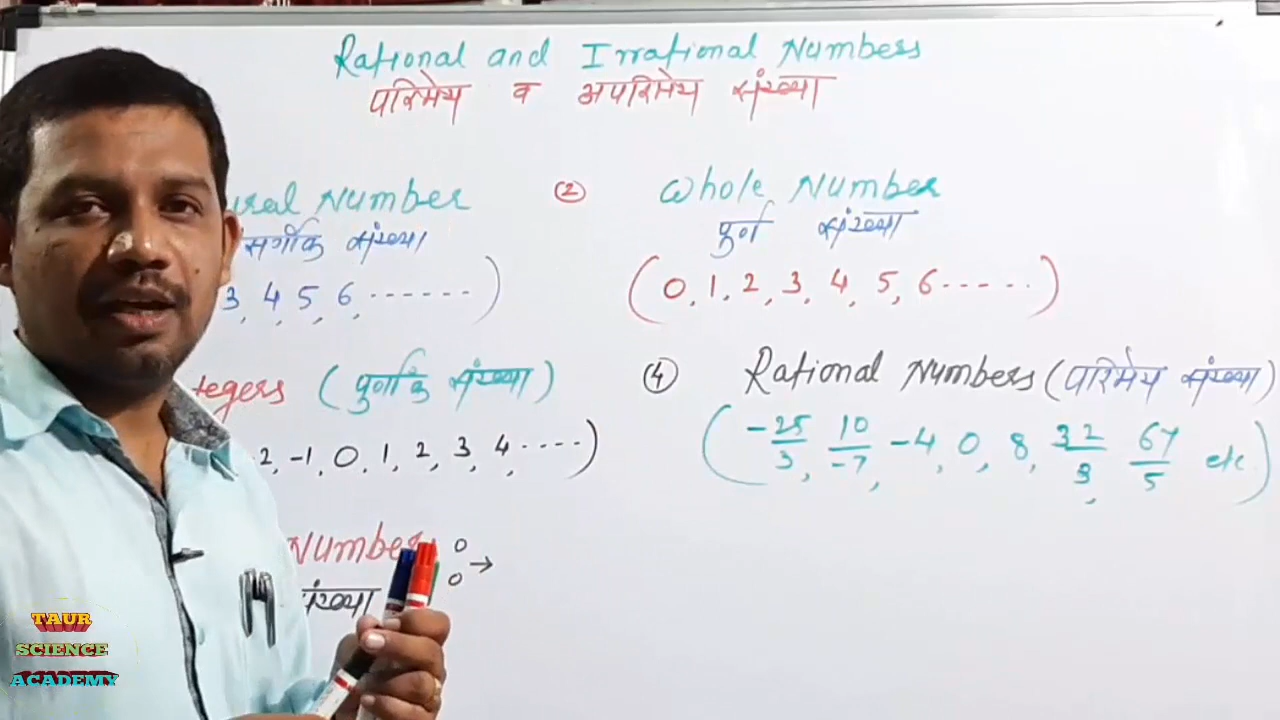 Rational and Irrational Numbers
परिमेय व अपरिमेय संख्या
ural Number
सर्गीक संख्या
3, 4, 5, 6, ------)
② Whole Number
पुर्ण संख्या
(0, 1, 2, 3, 4, 5, 6-----)
tegers (पुर्णांक संख्या)
2, -1, 0, 1, 2, 3, 4, ----)
④ Rational Numbers (परिमेय संख्या)
(-25/3, 10/-7, -4, 0, 8, 32/3, 67/5 etc)
Number
संख्या
TAUR
SCIENCE
ACADEMY